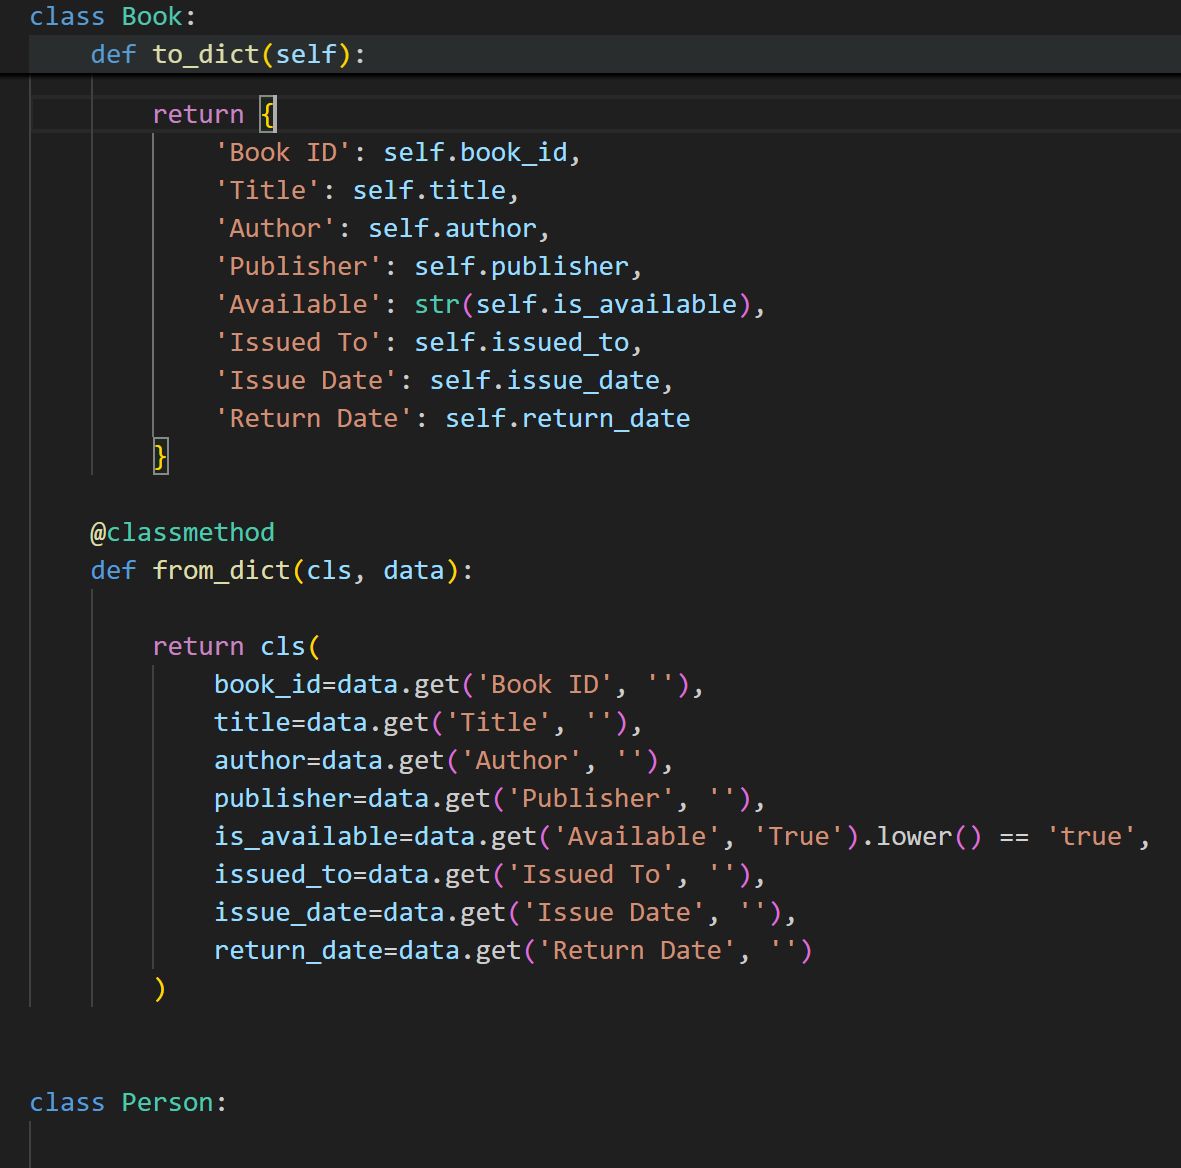 class Book:
    def to_dict(self):
        return {
            'Book ID': self.book_id,
            'Title': self.title,
            'Author': self.author,
            'Publisher': self.publisher,
            'Available': str(self.is_available),
            'Issued To': self.issued_to,
            'Issue Date': self.issue_date,
            'Return Date': self.return_date
        }
    @classmethod
    def from_dict(cls, data):
        return cls(
            book_id=data.get('Book ID', ''),
            title=data.get('Title', ''),
            author=data.get('Author', ''),
            publisher=data.get('Publisher', ''),
            is_available=data.get('Available', 'True').lower() == 'true',
            issued_to=data.get('Issued To', ''),
            issue_date=data.get('Issue Date', ''),
            return_date=data.get('Return Date', '')
        )
class Person: